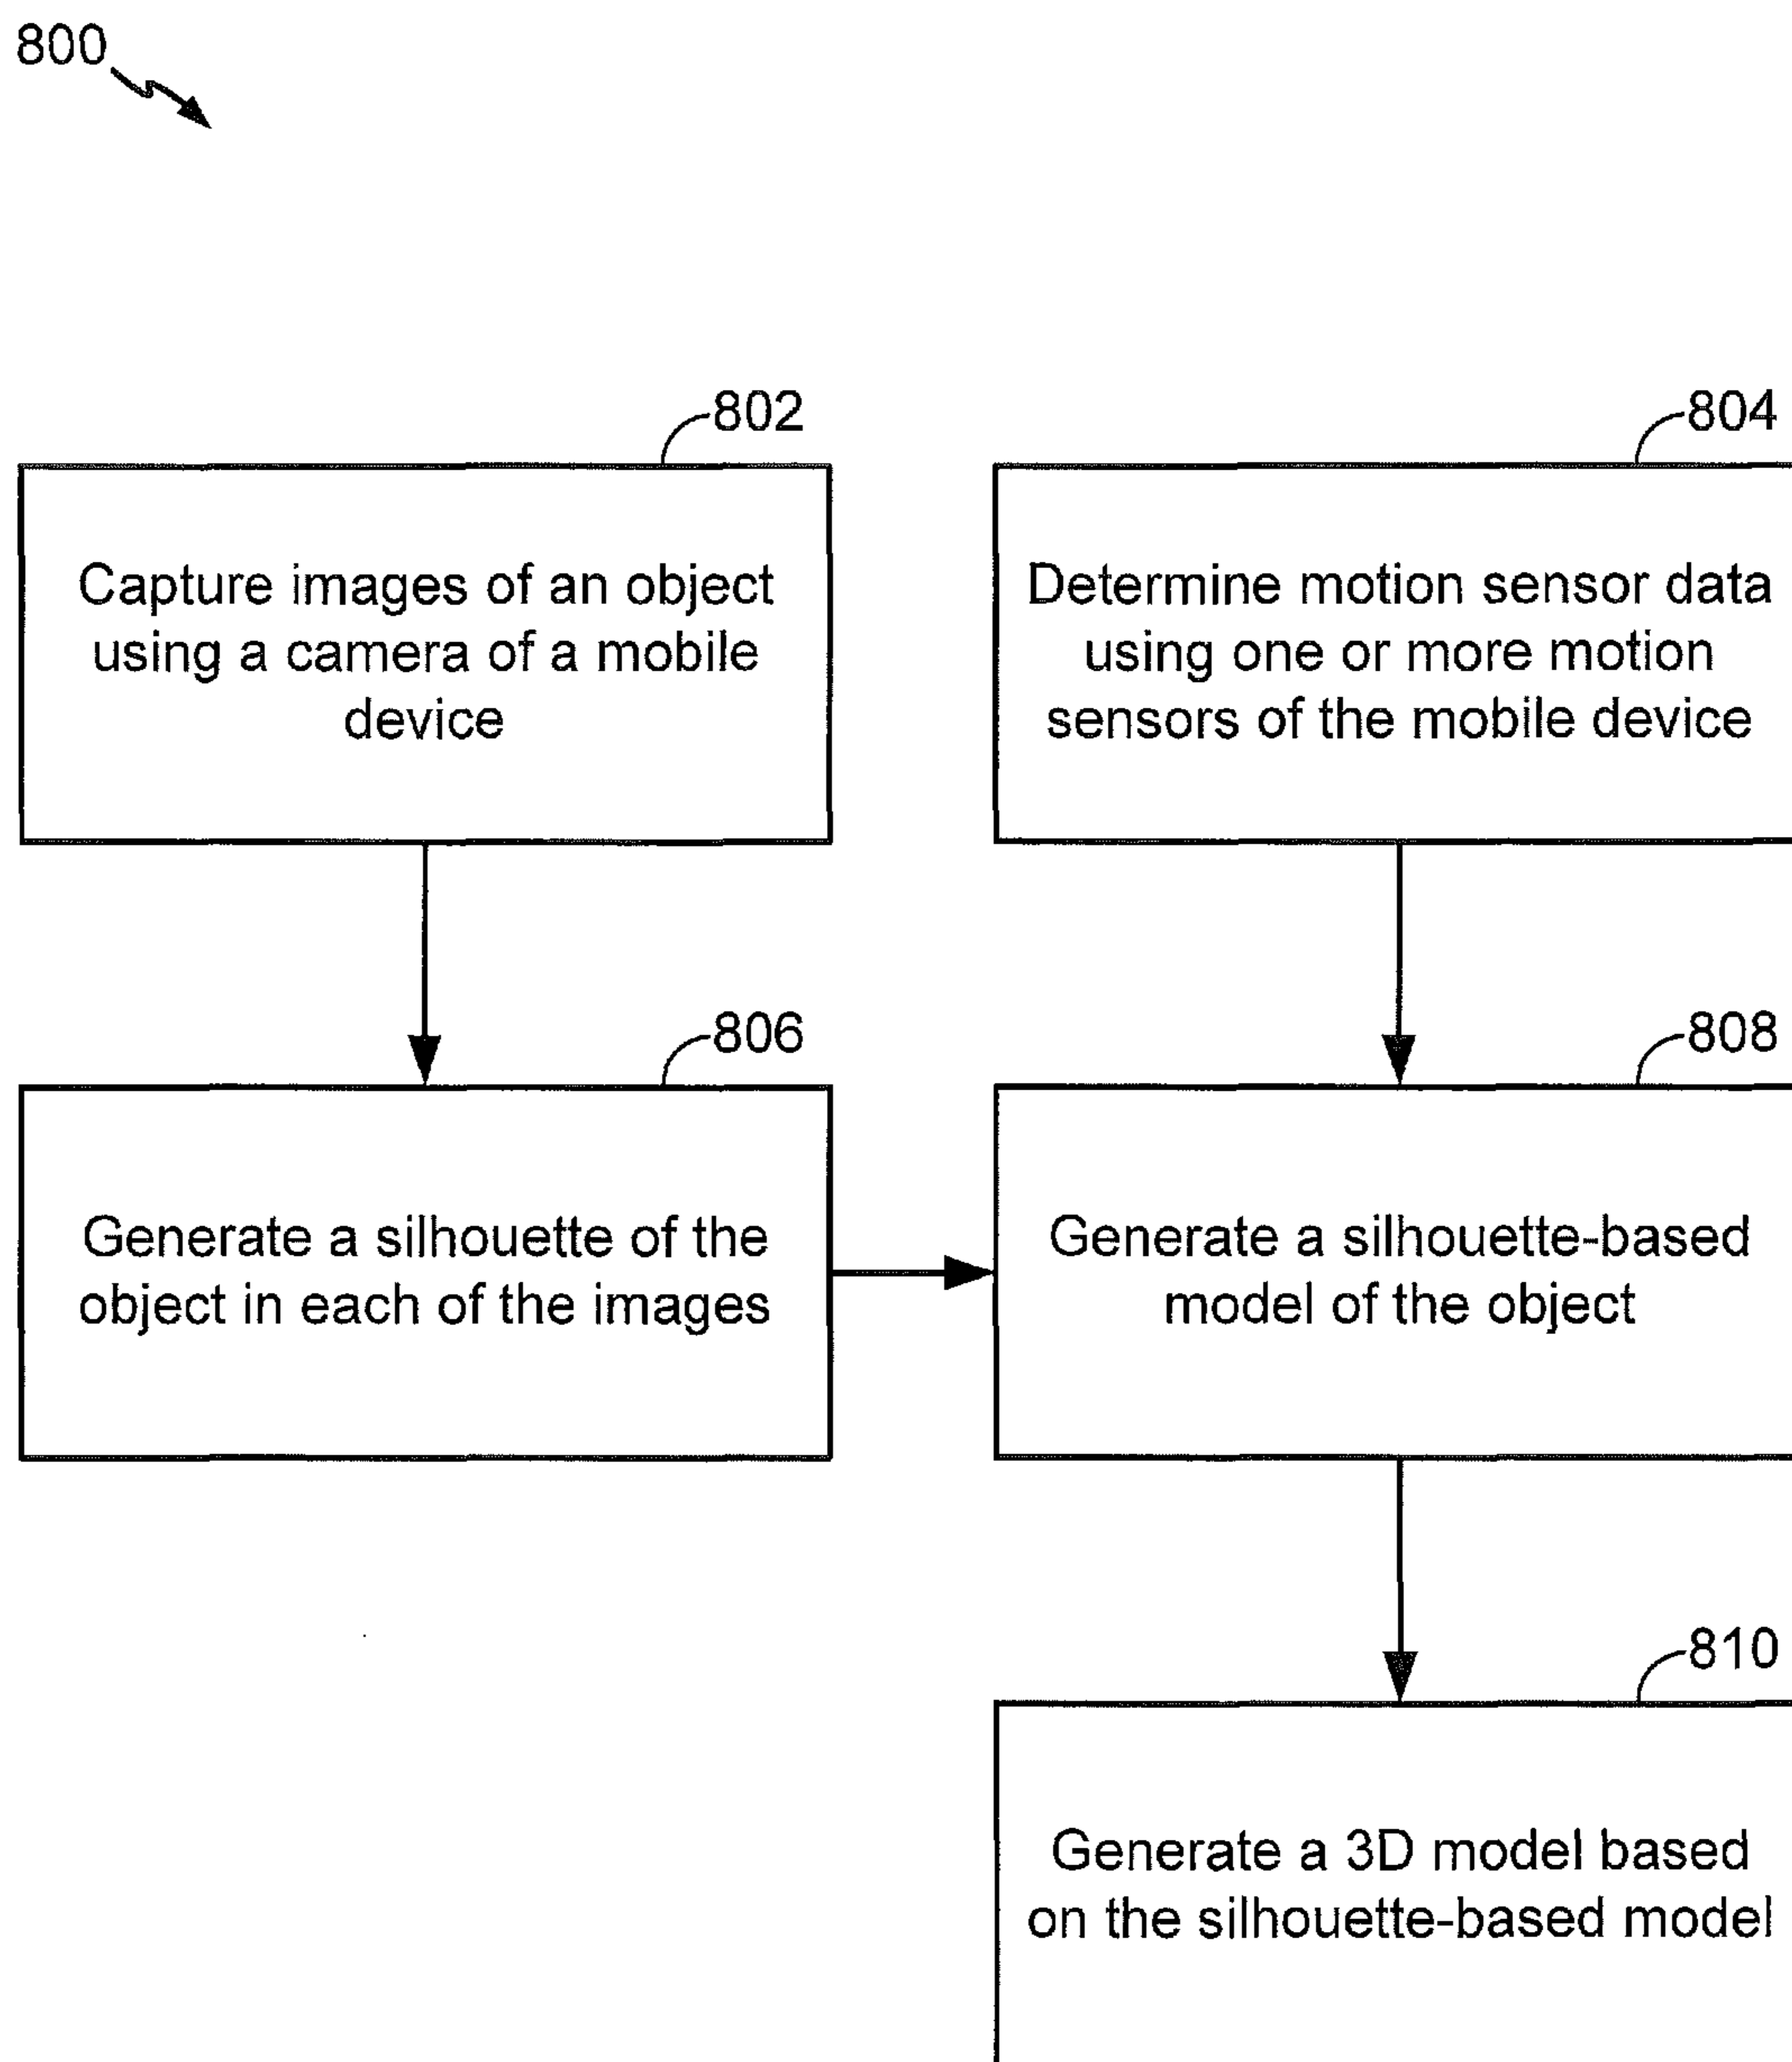 800
802
Capture images of an object
using a camera of a mobile
device
804
Determine motion sensor data
using one or more motion
sensors of the mobile device
806
Generate a silhouette of the
object in each of the images
808
Generate a silhouette-based
model of the object
810
Generate a 3D model based
on the silhouette-based model